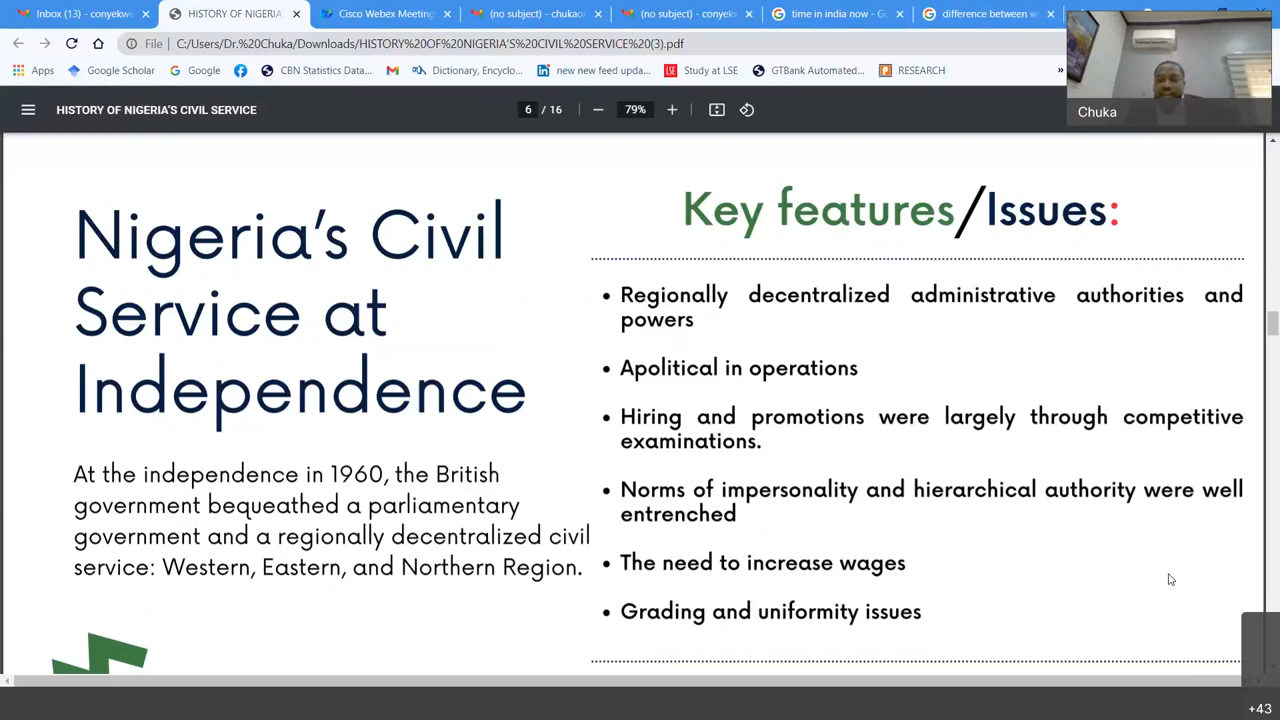 Inbox (13) - conyekw
HISTORY OF NIGERIA
Cisco Webex Meeting
(no subject) - chukaon
(no subject) - conyekw
time in india now - Go
difference between w
File
C:/Users/Dr.%20Chuka/Downloads/HISTORY%20OF%20NIGERIA'S%20CIVIL%20SERVICE%20(3).pdf
Apps
Google Scholar
Google
CBN Statistics Data...
Dictionary, Encyclo...
new new feed upda...
Study at LSE
GTBank Automated...
RESEARCH
»
Chuka
HISTORY OF NIGERIA'S CIVIL SERVICE
6 / 16
79%
Nigeria's Civil
Service at
Independence
At the independence in 1960, the British
government bequeathed a parliamentary
government and a regionally decentralized civil
service: Western, Eastern, and Northern Region.
Key features/Issues:
• Regionally decentralized administrative authorities and
powers
• Apolitical in operations
• Hiring and promotions were largely through competitive
examinations.
• Norms of impersonality and hierarchical authority were well
entrenched
• The need to increase wages
• Grading and uniformity issues
+43